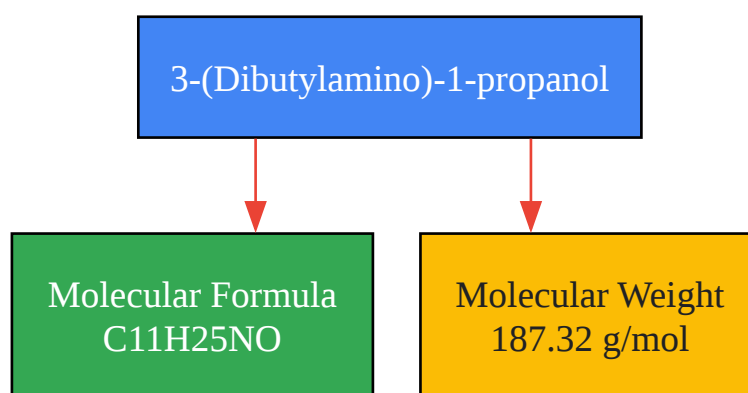 3-(Dibutylamino)-1-propanol
Molecular Formula
C11H25NO
Molecular Weight
187.32 g/mol